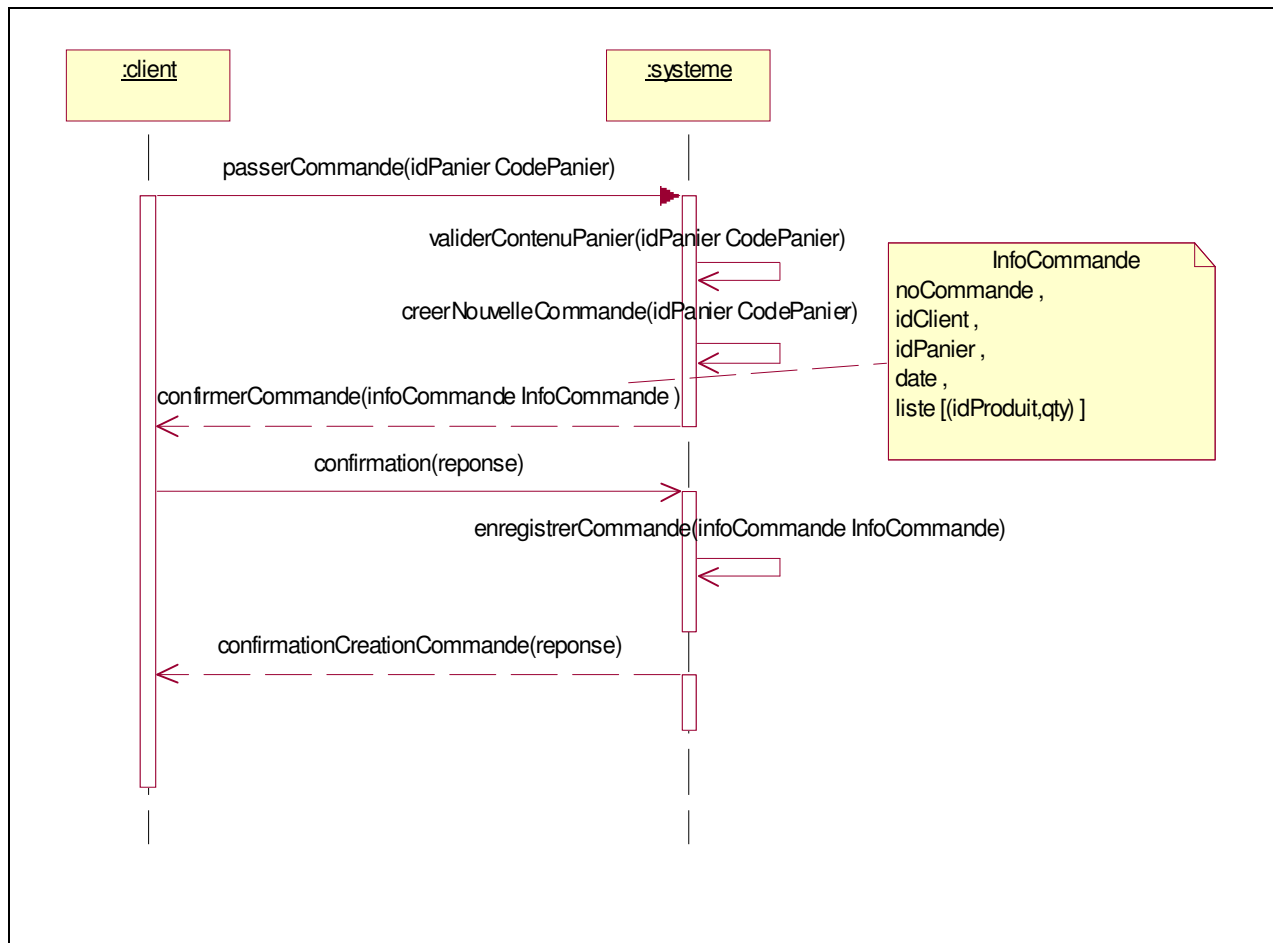 :client
:systeme
passerCommande(idPanier CodePanier)
validerContenuPanier(idPanier CodePanier)
creerNouvelleCommande(idPanier CodePanier)
confirmerCommande(infoCommande InfoCommande )
InfoCommande
noCommande ,
idClient ,
idPanier ,
date ,
liste [(idProduit,qty) ]
confirmation(reponse)
enregistrerCommande(infoCommande InfoCommande)
confirmationCreationCommande(reponse)